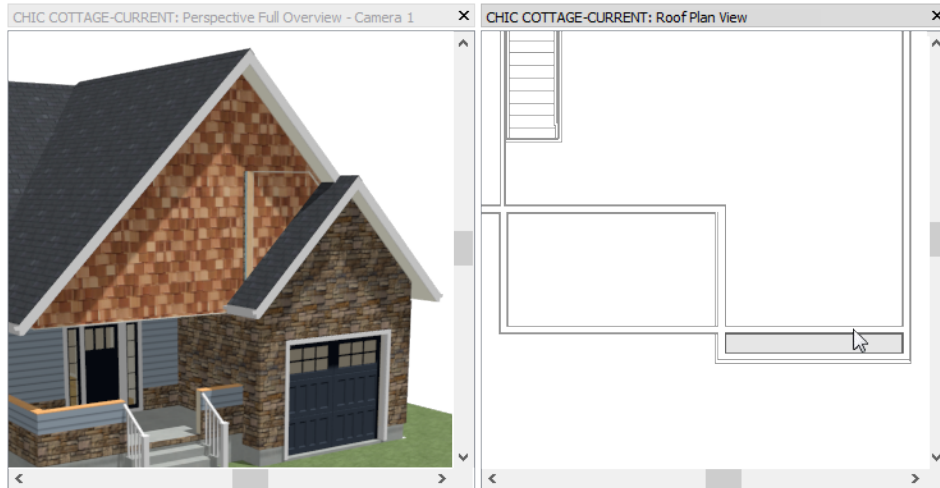 CHIC COTTAGE-CURRENT: Perspective Full Overview - Camera 1
CHIC COTTAGE-CURRENT: Roof Plan View